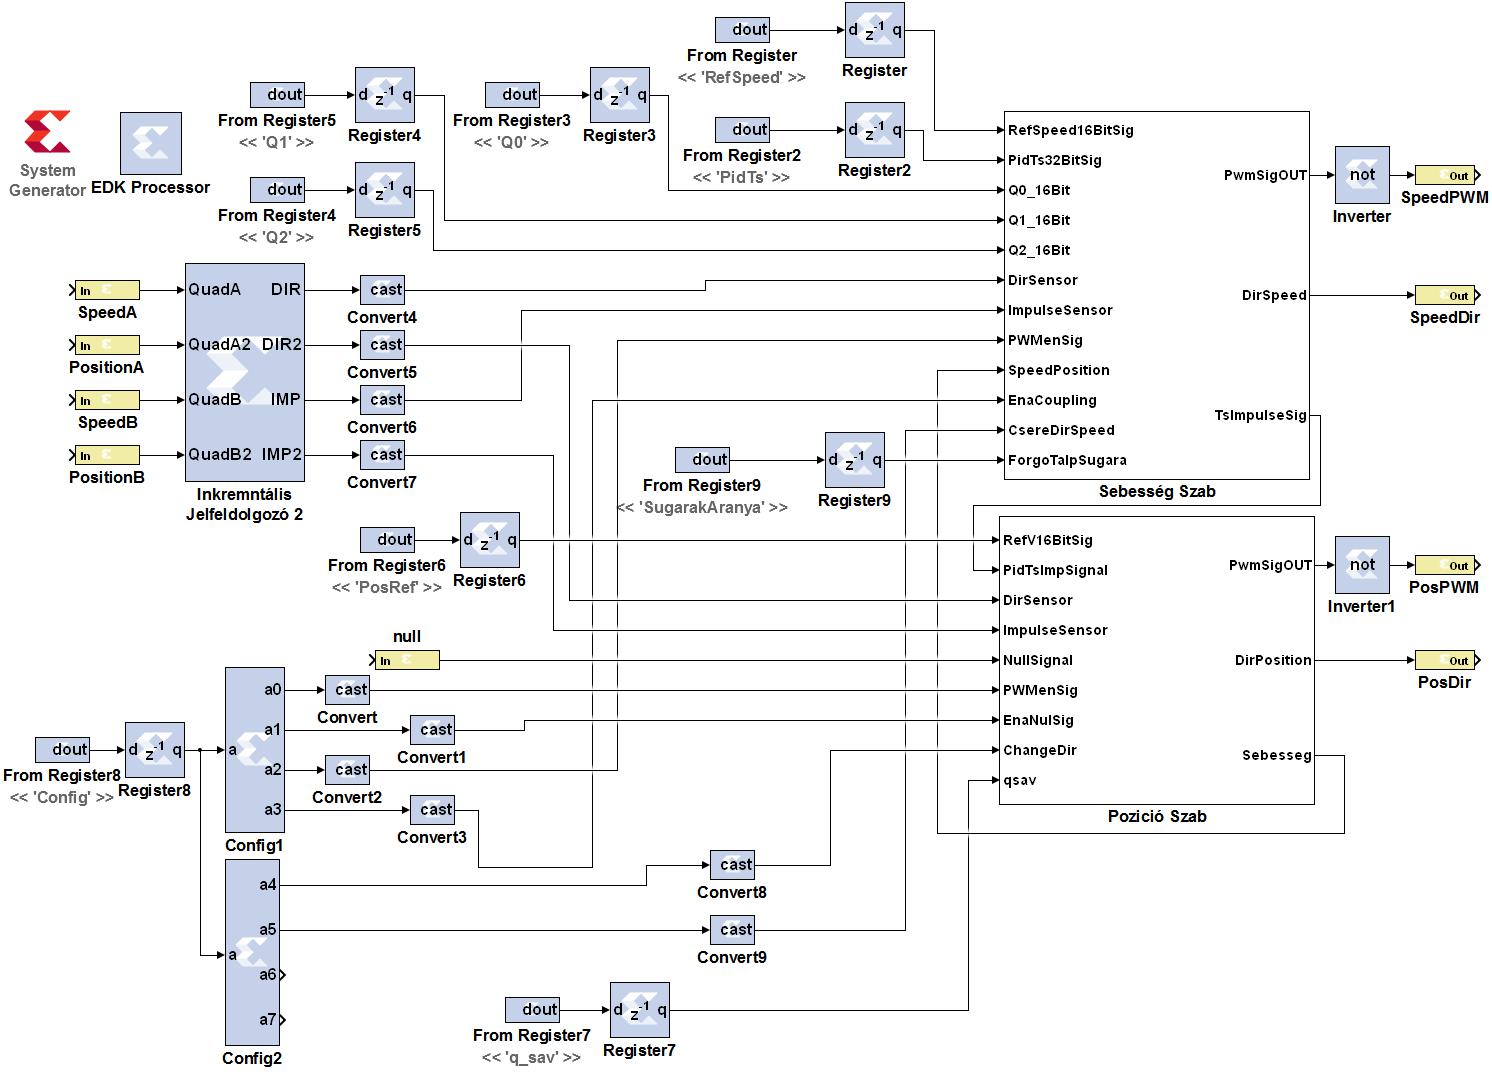 dout
d z⁻¹ q
From Register
Register
<< 'RefSpeed' >>
dout
d z⁻¹ q
From Register5
Register4
<< 'Q1' >>
dout
d z⁻¹ q
From Register3
Register3
<< 'Q0' >>
dout
d z⁻¹ q
From Register2
Register2
<< 'PidTs' >>
System
Generator
EDK Processor
dout
d z⁻¹ q
From Register4
Register5
<< 'Q2' >>
RefSpeed16BitSig
PidTs32BitSig
Q0_16Bit
Q1_16Bit
Q2_16Bit
DirSensor
ImpulseSensor
PWMenSig
SpeedPosition
EnaCoupling
CsereDirSpeed
ForgoTalpSugara
PwmSigOUT
DirSpeed
TsImpulseSig
Sebesség Szab
not
Inverter
Out
SpeedPWM
Out
SpeedDir
In
SpeedA
In
PositionA
In
SpeedB
In
PositionB
QuadA DIR
QuadA2 DIR2
QuadB IMP
QuadB2 IMP2
Inkremntális
Jelfeldolgozó 2
cast
Convert4
cast
Convert5
cast
Convert6
cast
Convert7
dout
d z⁻¹ q
From Register9
Register9
<< 'SugarakAranya' >>
dout
d z⁻¹ q
From Register6
Register6
<< 'PosRef' >>
null
In
RefV16BitSig
PidTsImpSignal
DirSensor
ImpulseSensor
NullSignal
PWMenSig
EnaNulSig
ChangeDir
qsav
PwmSigOUT
DirPosition
Sebesseg
Pozició Szab
not
Inverter1
Out
PosPWM
Out
PosDir
dout
d z⁻¹ q
From Register8
Register8
<< 'Config' >>
a
a0
a1
a2
a3
Config1
cast
Convert
cast
Convert1
cast
Convert2
cast
Convert3
a
a4
a5
a6
a7
Config2
cast
Convert8
cast
Convert9
dout
d z⁻¹ q
From Register7
Register7
<< 'q_sav' >>